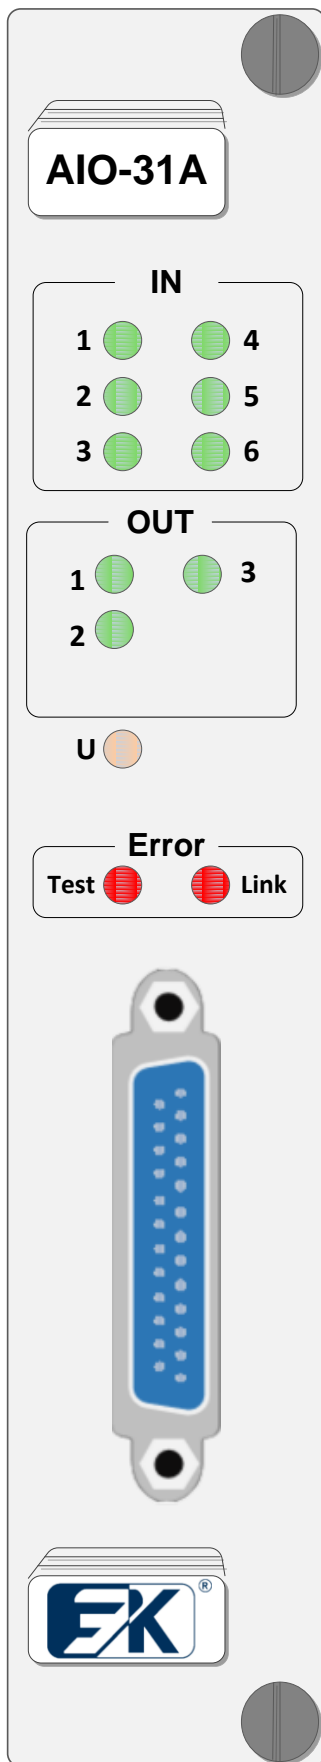 AIO-31A
IN
1 4
2 5
3 6
OUT
1 3
2
U
Error
Test Link
EK®